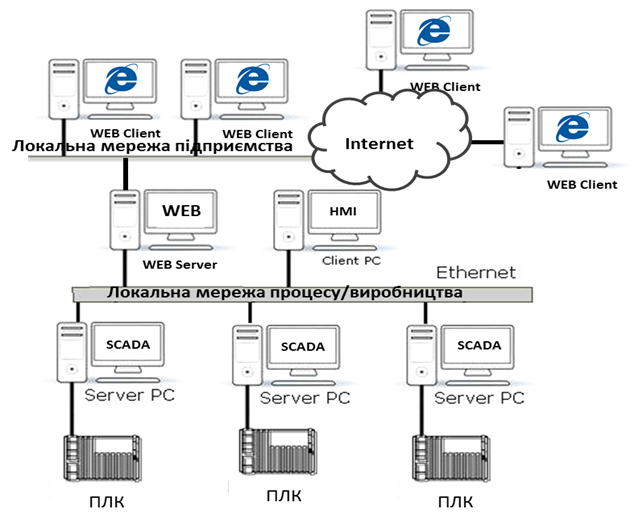 WEB Client
WEB Client
WEB Client
Локальна мережа підприємства
Internet
WEB Client
WEB
HMI
WEB Server
Client PC
Ethernet
Локальна мережа процесу/виробництва
SCADA
SCADA
SCADA
Server PC
Server PC
Server PC
ПЛК
ПЛК
ПЛК